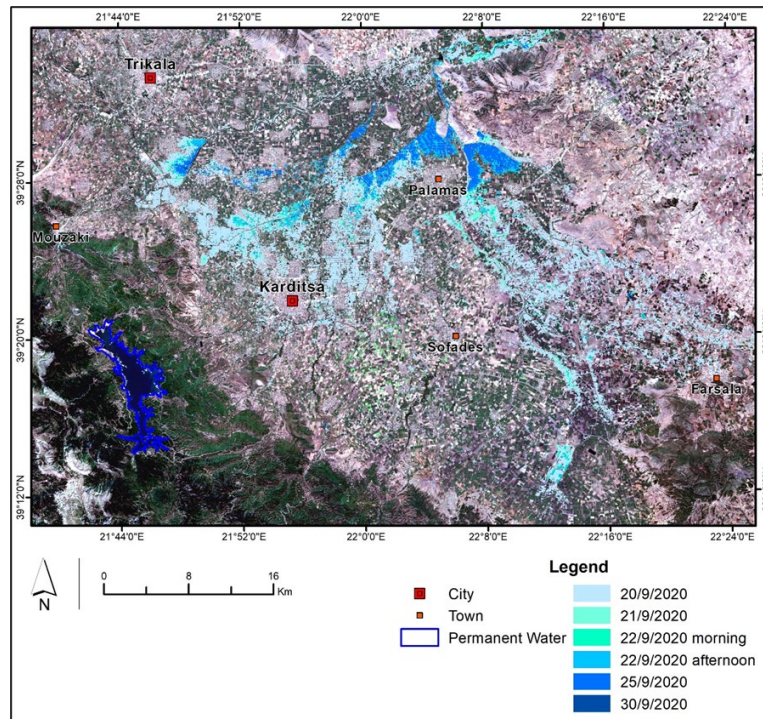 21°44'0"E 21°52'0"E 22°0'0"E 22°8'0"E 22°16'0"E 22°24'0"E
Trikala
39°28'0"N
Palamas
Mouzaki
Karditsa
39°20'0"N
Sofades
Farsala
39°12'0"N
21°44'0"E 21°52'0"E 22°0'0"E 22°8'0"E 22°16'0"E 22°24'0"E
N
0 8 16
Km
Legend
City
Town
Permanent Water
20/9/2020
21/9/2020
22/9/2020 morning
22/9/2020 afternoon
25/9/2020
30/9/2020